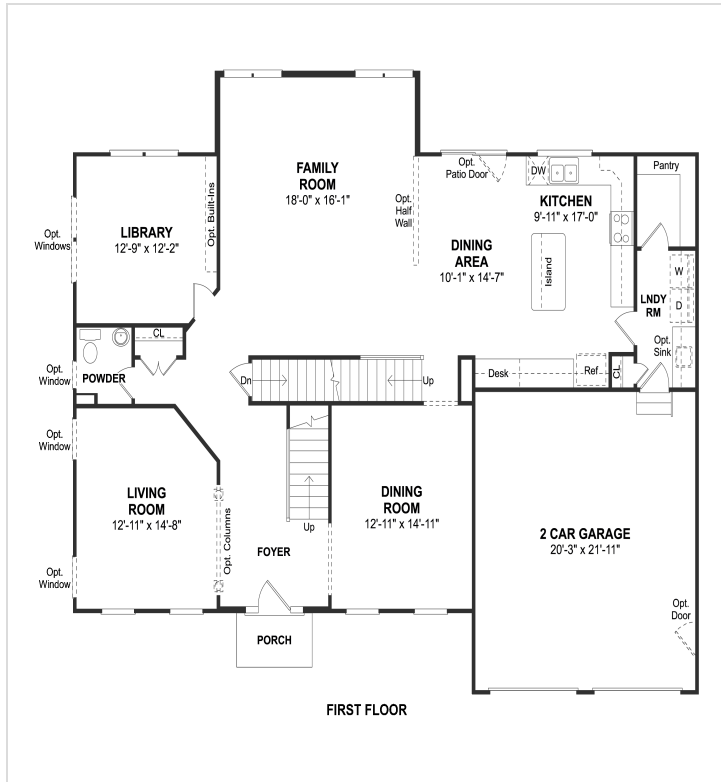 FAMILY
ROOM
18'-0" x 16'-1"
Opt.
Patio Door
DW
Pantry
KITCHEN
9'-11" x 17'-0"
Opt.
Half
Wall
Opt. Built-Ins
Opt.
Windows
LIBRARY
12'-9" x 12'-2"
DINING
AREA
10'-1" x 14'-7"
Island
W
D
LNDY
RM
Opt.
Sink
CL
Opt.
Window
POWDER
Dn
Up
Desk
Ref
CL
Opt.
Window
LIVING
ROOM
12'-11" x 14'-8"
Opt. Columns
Up
FOYER
DINING
ROOM
12'-11" x 14'-11"
2 CAR GARAGE
20'-3" x 21'-11"
Opt.
Window
Opt.
Door
PORCH
FIRST FLOOR